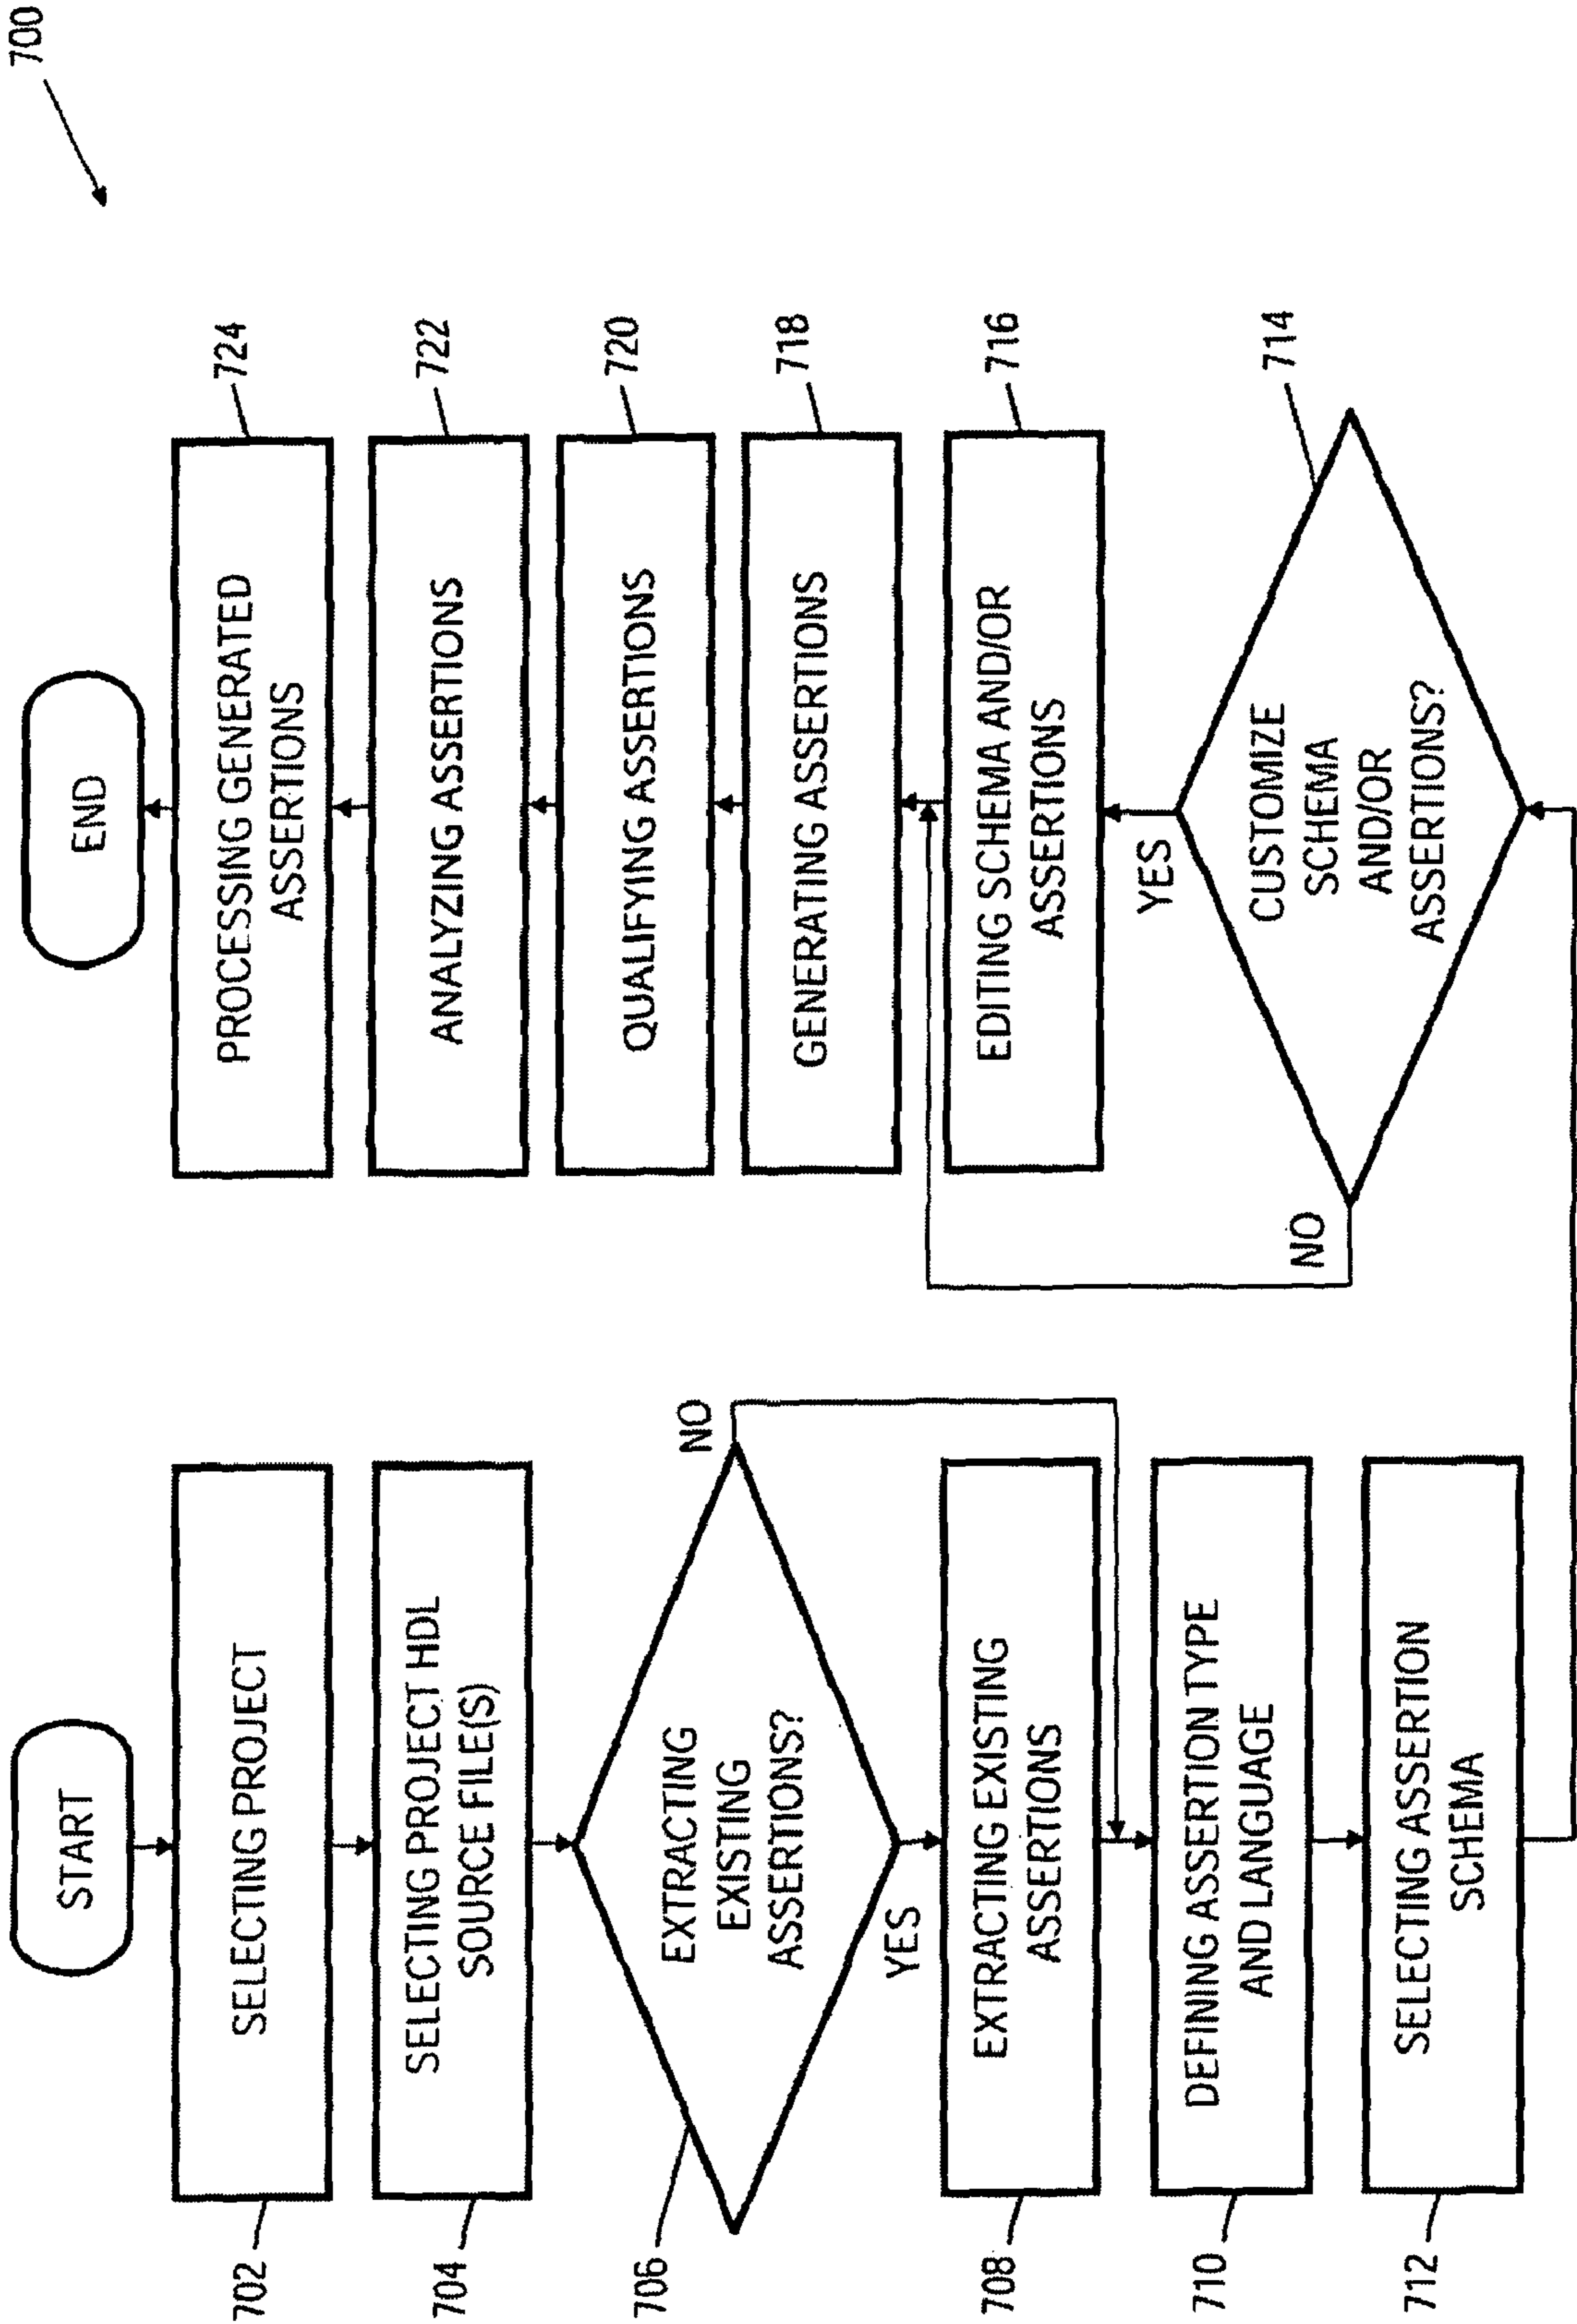 700
START
702
SELECTING PROJECT
704
SELECTING PROJECT HDL
SOURCE FILE(S)
706
EXTRACTING
EXISTING
ASSERTIONS?
NO
YES
708
EXTRACTING EXISTING
ASSERTIONS
710
DEFINING ASSERTION TYPE
AND LANGUAGE
712
SELECTING ASSERTION
SCHEMA
END
PROCESSING GENERATED
ASSERTIONS
724
ANALYZING ASSERTIONS
722
QUALIFYING ASSERTIONS
720
GENERATING ASSERTIONS
718
EDITING SCHEMA AND/OR
ASSERTIONS
716
YES
NO
CUSTOMIZE
SCHEMA
AND/OR
ASSERTIONS?
714